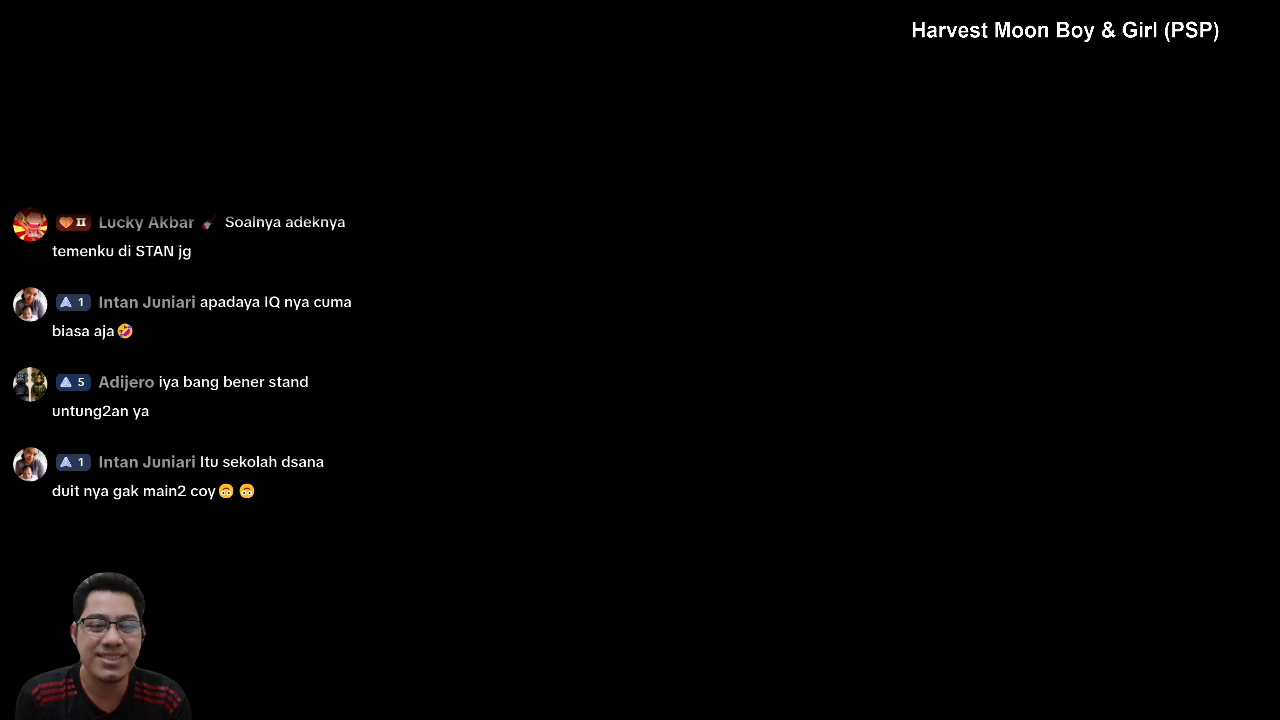 Harvest Moon Boy & Girl (PSP)
II Lucky Akbar Soalnya adeknya
temenku di STAN jg
1 Intan Juniari apadaya IQ nya cuma
biasa aja🤣
5 Adijero iya bang bener stand
untung2an ya
1 Intan Juniari Itu sekolah dsana
duit nya gak main2 coy🙃 🙃